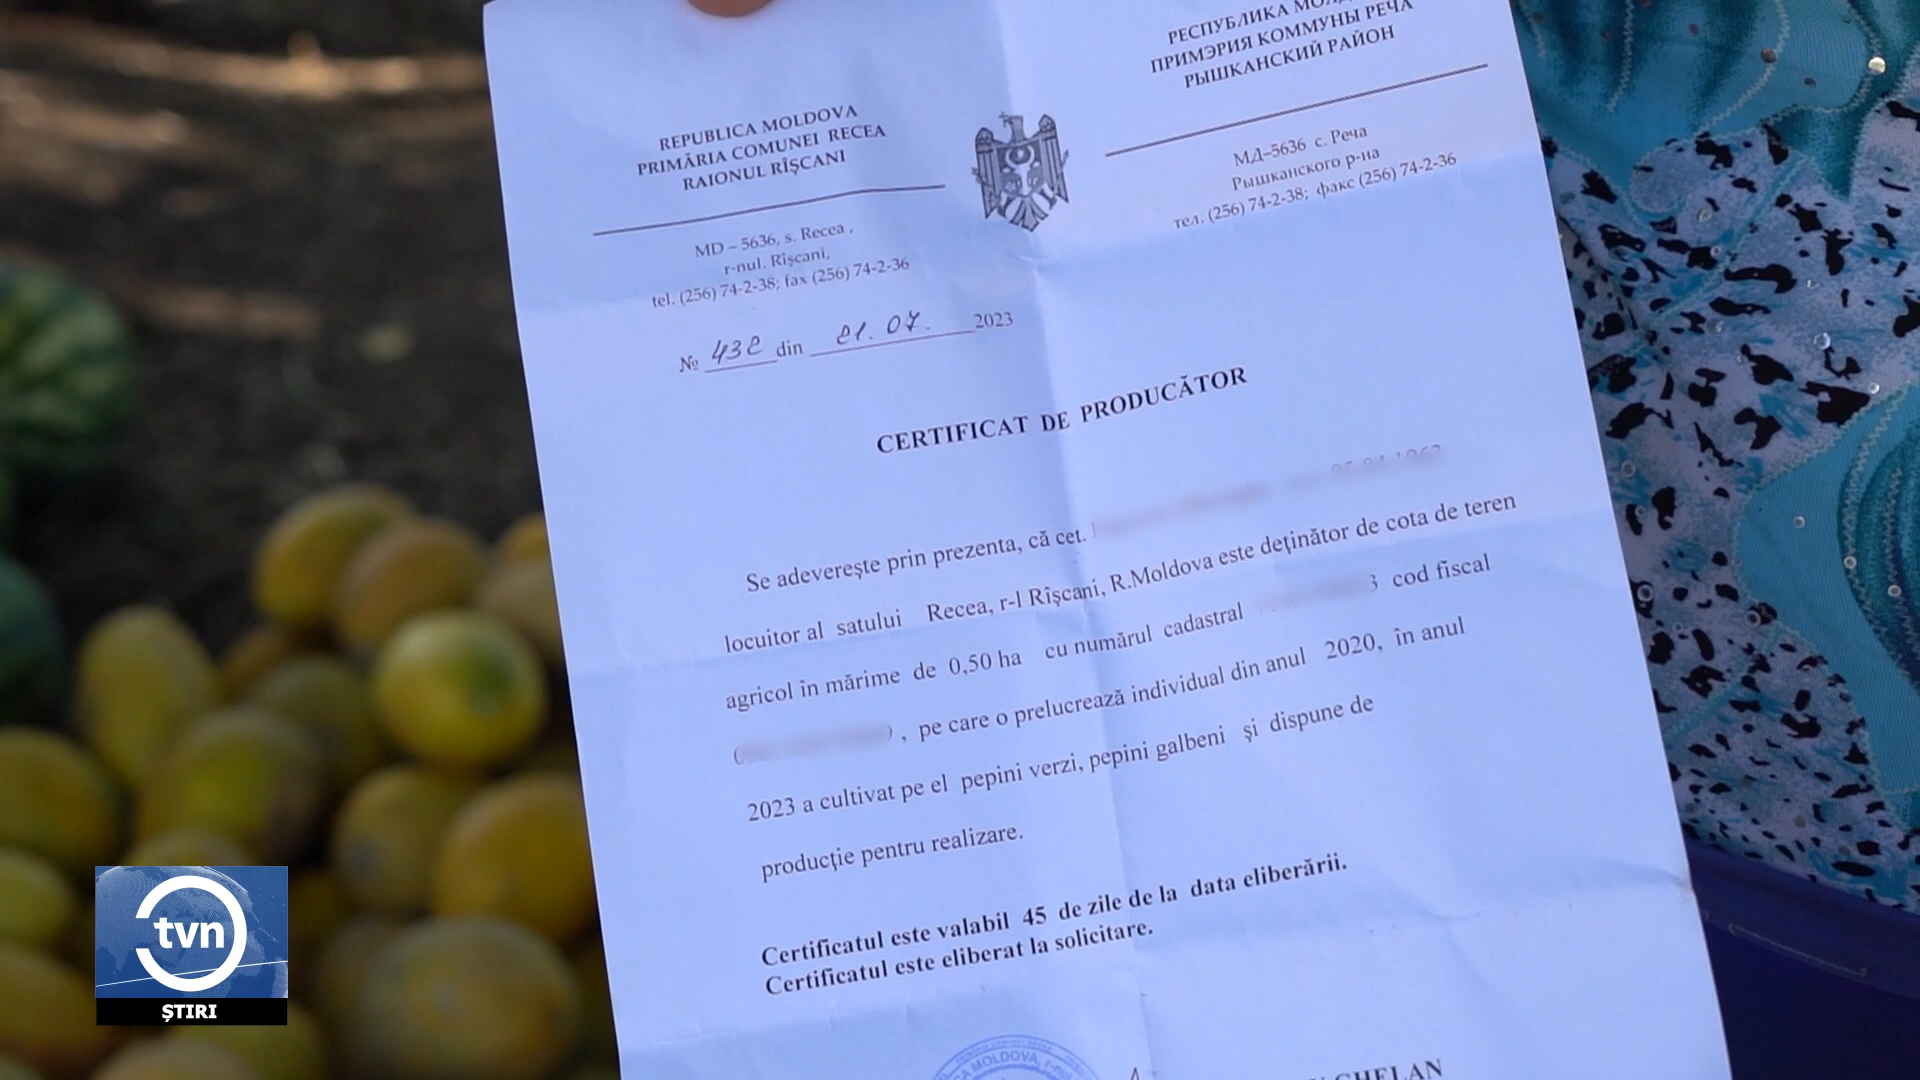 REPUBLICA MOLDOVA
PRIMĂRIA COMUNEI RECEA
RAIONUL RÎŞCANI
MD – 5636, s. Recea ,
r-nul. Rîşcani,
tel. (256) 74-2-38; fax (256) 74-2-36
РЕСПУБЛИКА
ПРИМЭРИЯ КОММУНЫ РЕЧА
РЫШКАНСКИЙ РАЙОН
МД–5636 с. Реча
Рышканского р-на
тел. (256) 74-2-38; факс (256) 74-2-36
№ 432 din 21.07. 2023
CERTIFICAT DE PRODUCĂTOR
Se adevereşte prin prezenta, că cet.
locuitor al satului Recea, r-l Rîşcani, R.Moldova este deţinător de cota de teren
agricol în mărime de 0,50 ha cu numărul cadastral 3 cod fiscal
, pe care o prelucrează individual din anul 2020, în anul
2023 a cultivat pe el pepini verzi, pepini galbeni şi dispune de
producţie pentru realizare.
Certificatul este valabil 45 de zile de la data eliberării.
Certificatul este eliberat la solicitare.
MOLDOVA,
GHELAN
tvn
ȘTIRI